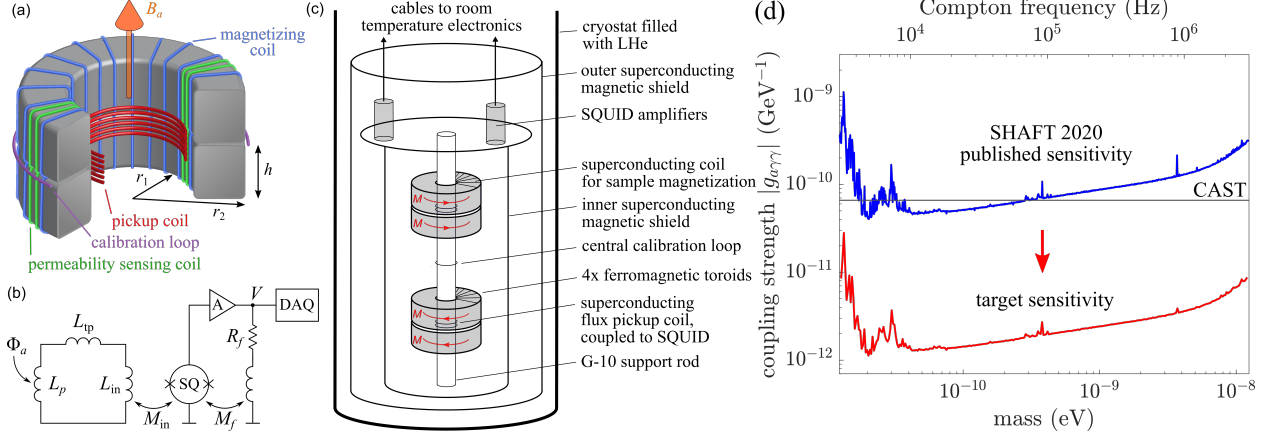 (a)
B_a
magnetizing
coil
r_1
r_2
h
pickup coil
calibration loop
permeability sensing coil
(b)
L_tp
Φ_a
L_p
L_in
M_in
SQ
M_f
A
V
DAQ
R_f
(c)
cables to room
temperature electronics
cryostat filled
with LHe
outer superconducting
magnetic shield
SQUID amplifiers
superconducting coil
for sample magnetization
inner superconducting
magnetic shield
central calibration loop
4x ferromagnetic toroids
superconducting
flux pickup coil,
coupled to SQUID
G-10 support rod
M
M
M
M
(d)
Compton frequency (Hz)
10^4
10^5
10^6
coupling strength |g_aγγ| (GeV^-1)
10^-9
10^-10
10^-11
10^-12
SHAFT 2020
published sensitivity
CAST
target sensitivity
10^-10
10^-9
10^-8
mass (eV)